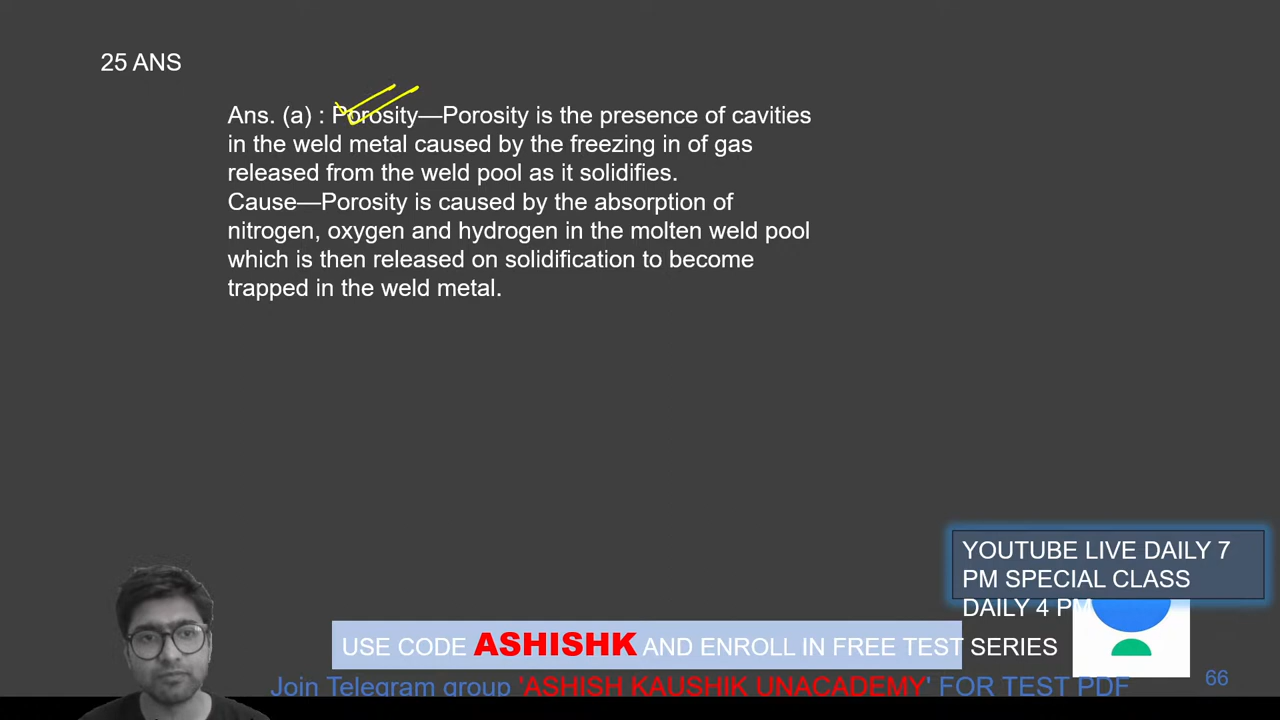 25 ANS
Ans. (a) : Porosity—Porosity is the presence of cavities
in the weld metal caused by the freezing in of gas
released from the weld pool as it solidifies.
Cause—Porosity is caused by the absorption of
nitrogen, oxygen and hydrogen in the molten weld pool
which is then released on solidification to become
trapped in the weld metal.
YOUTUBE LIVE DAILY 7
PM SPECIAL CLASS
DAILY 4 PM
USE CODE ASHISHK AND ENROLL IN FREE TEST SERIES
Join Telegram group 'ASHISH KAUSHIK UNACADEMY' FOR TEST PDF
66